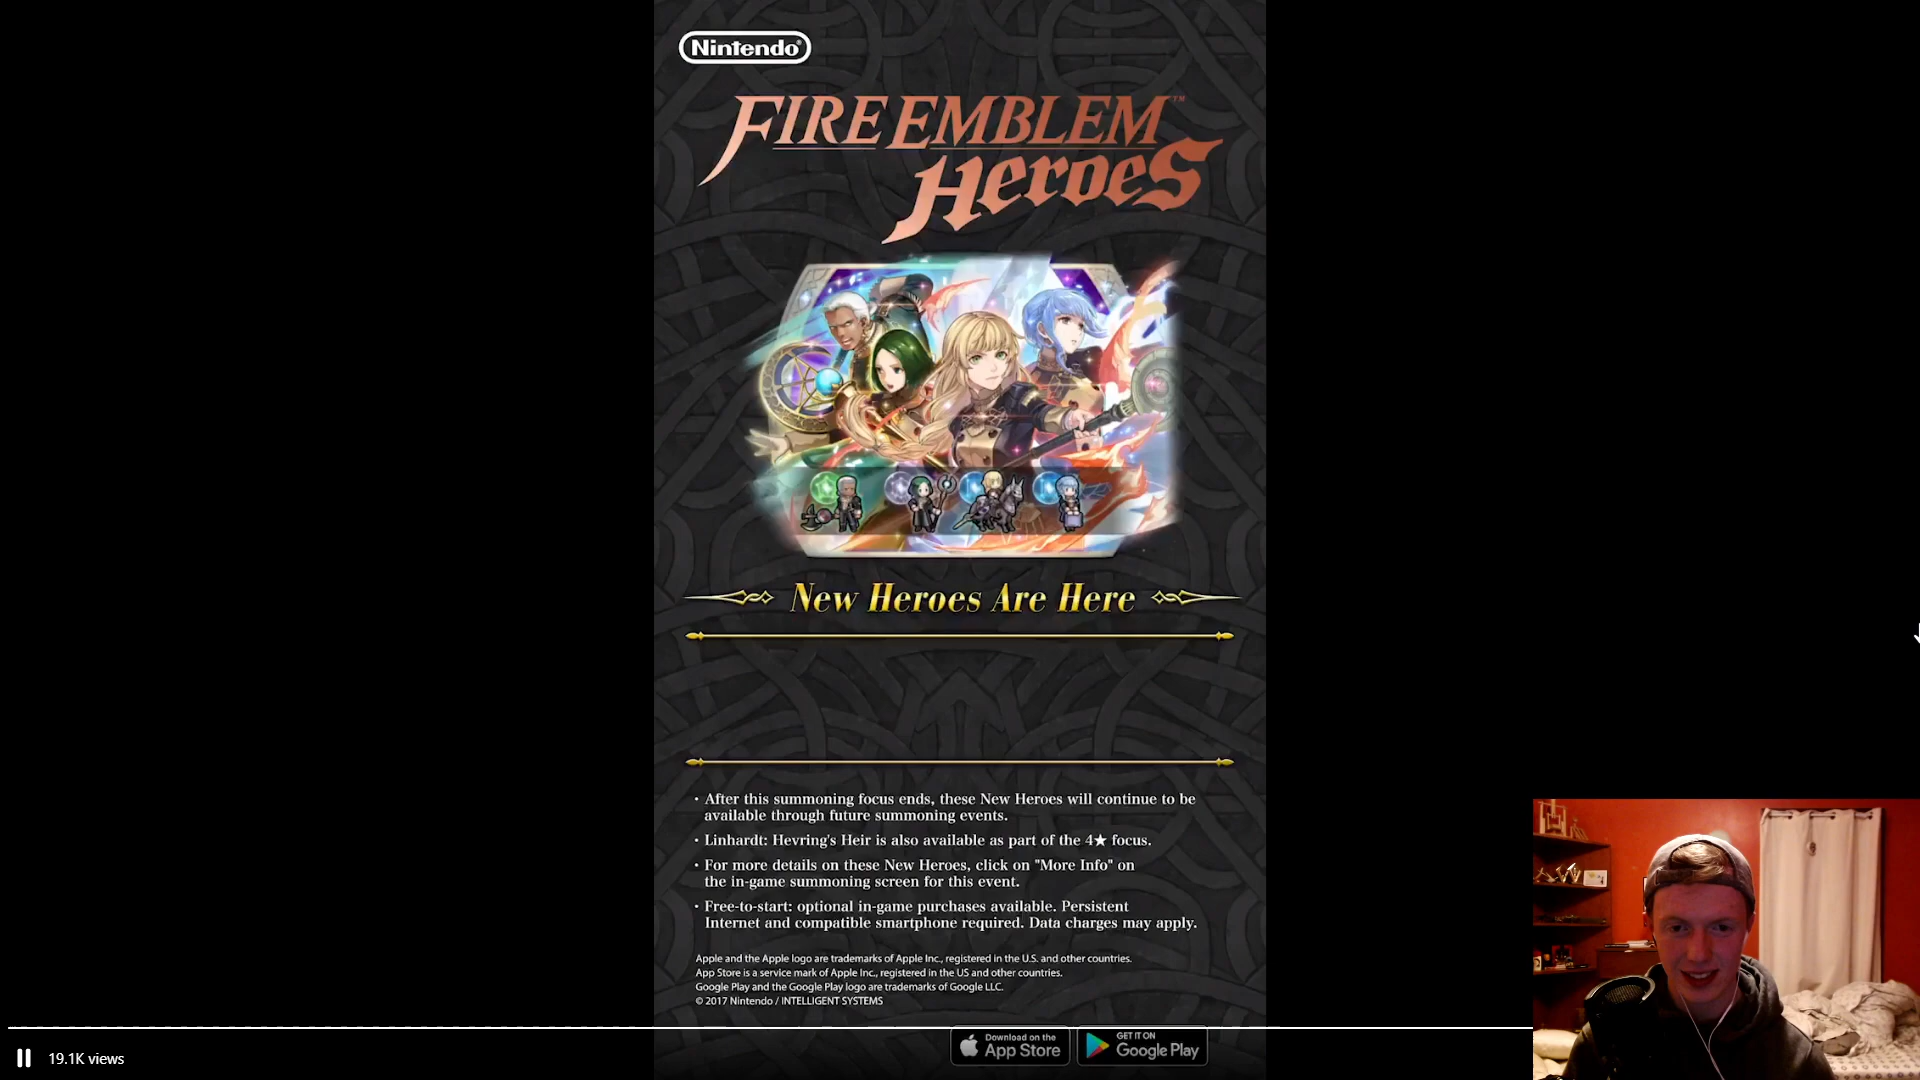 Nintendo®
FIRE EMBLEM™
Heroes
New Heroes Are Here
• After this summoning focus ends, these New Heroes will continue to be
available through future summoning events.
• Linhardt: Hevring's Heir is also available as part of the 4★ focus.
• For more details on these New Heroes, click on "More Info" on
the in-game summoning screen for this event.
• Free-to-start: optional in-game purchases available. Persistent
Internet and compatible smartphone required. Data charges may apply.
Apple and the Apple logo are trademarks of Apple Inc., registered in the U.S. and other countries.
App Store is a service mark of Apple Inc., registered in the US and other countries.
Google Play and the Google Play logo are trademarks of Google LLC.
© 2017 Nintendo / INTELLIGENT SYSTEMS
Download on the
App Store
GET IT ON
Google Play
19.1K views